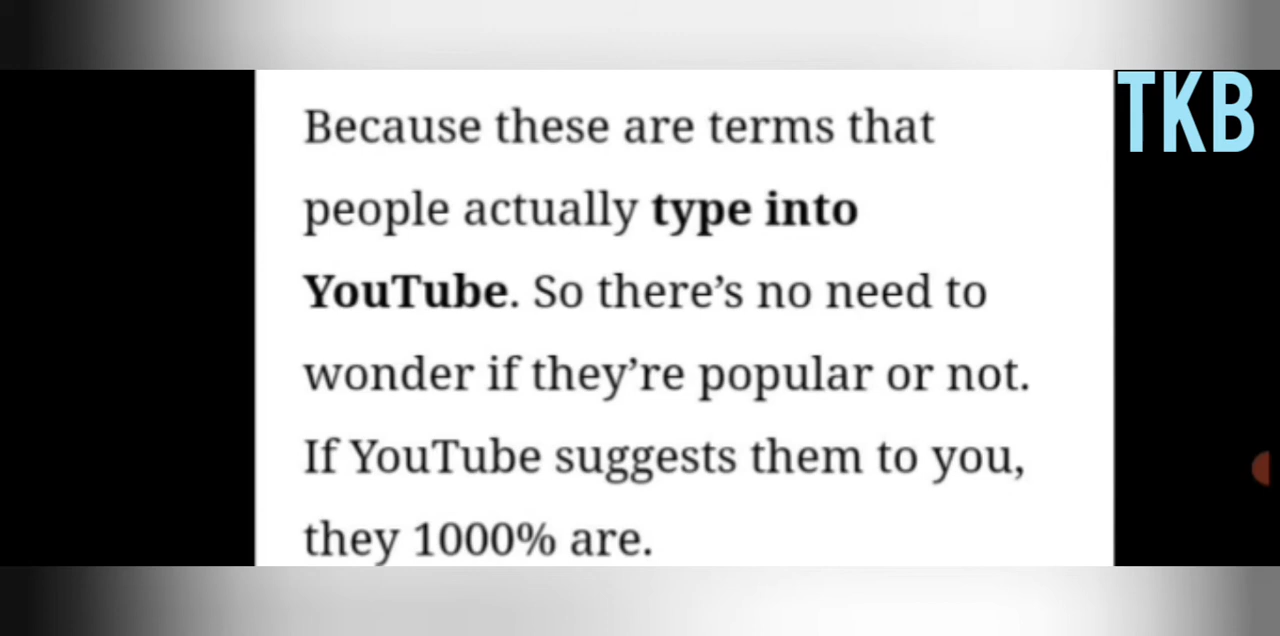 TKB
Because these are terms that
people actually type into
YouTube. So there’s no need to
wonder if they’re popular or not.
If YouTube suggests them to you,
they 1000% are.